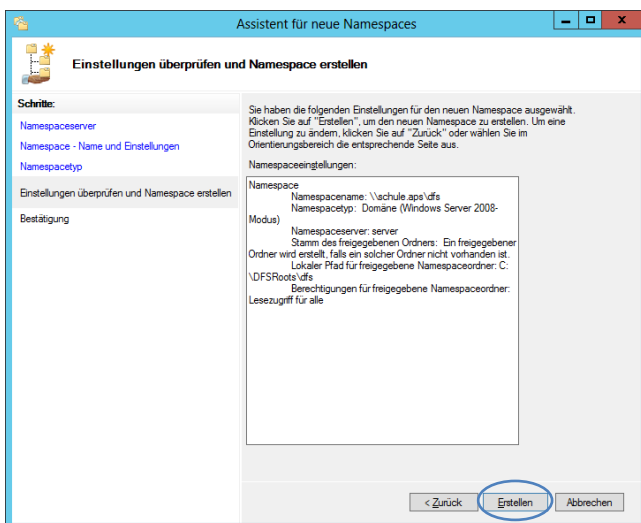 Assistent für neue Namespaces
Einstellungen überprüfen und Namespace erstellen
Schritte:
Namespaceserver
Namespace - Name und Einstellungen
Namespacetyp
Einstellungen überprüfen und Namespace erstellen
Bestätigung
Sie haben die folgenden Einstellungen für den neuen Namespace ausgewählt.
Klicken Sie auf "Erstellen", um den neuen Namespace zu erstellen. Um eine
Einstellung zu ändern, klicken Sie auf "Zurück" oder wählen Sie im
Orientierungsbereich die entsprechende Seite aus.
Namespaceeinstellungen:
Namespace
Namespacename: \\schule.aps\dfs
Namespacetyp: Domäne (Windows Server 2008-
Modus)
Namespaceserver: server
Stamm des freigegebenen Ordners: Ein freigegebener
Ordner wird erstellt, falls ein solcher Ordner nicht vorhanden ist.
Lokaler Pfad für freigegebene Namespaceordner: C:
\DFSRoots\dfs
Berechtigungen für freigegebene Namespaceordner:
Lesezugriff für alle
< Zurück
Erstellen
Abbrechen